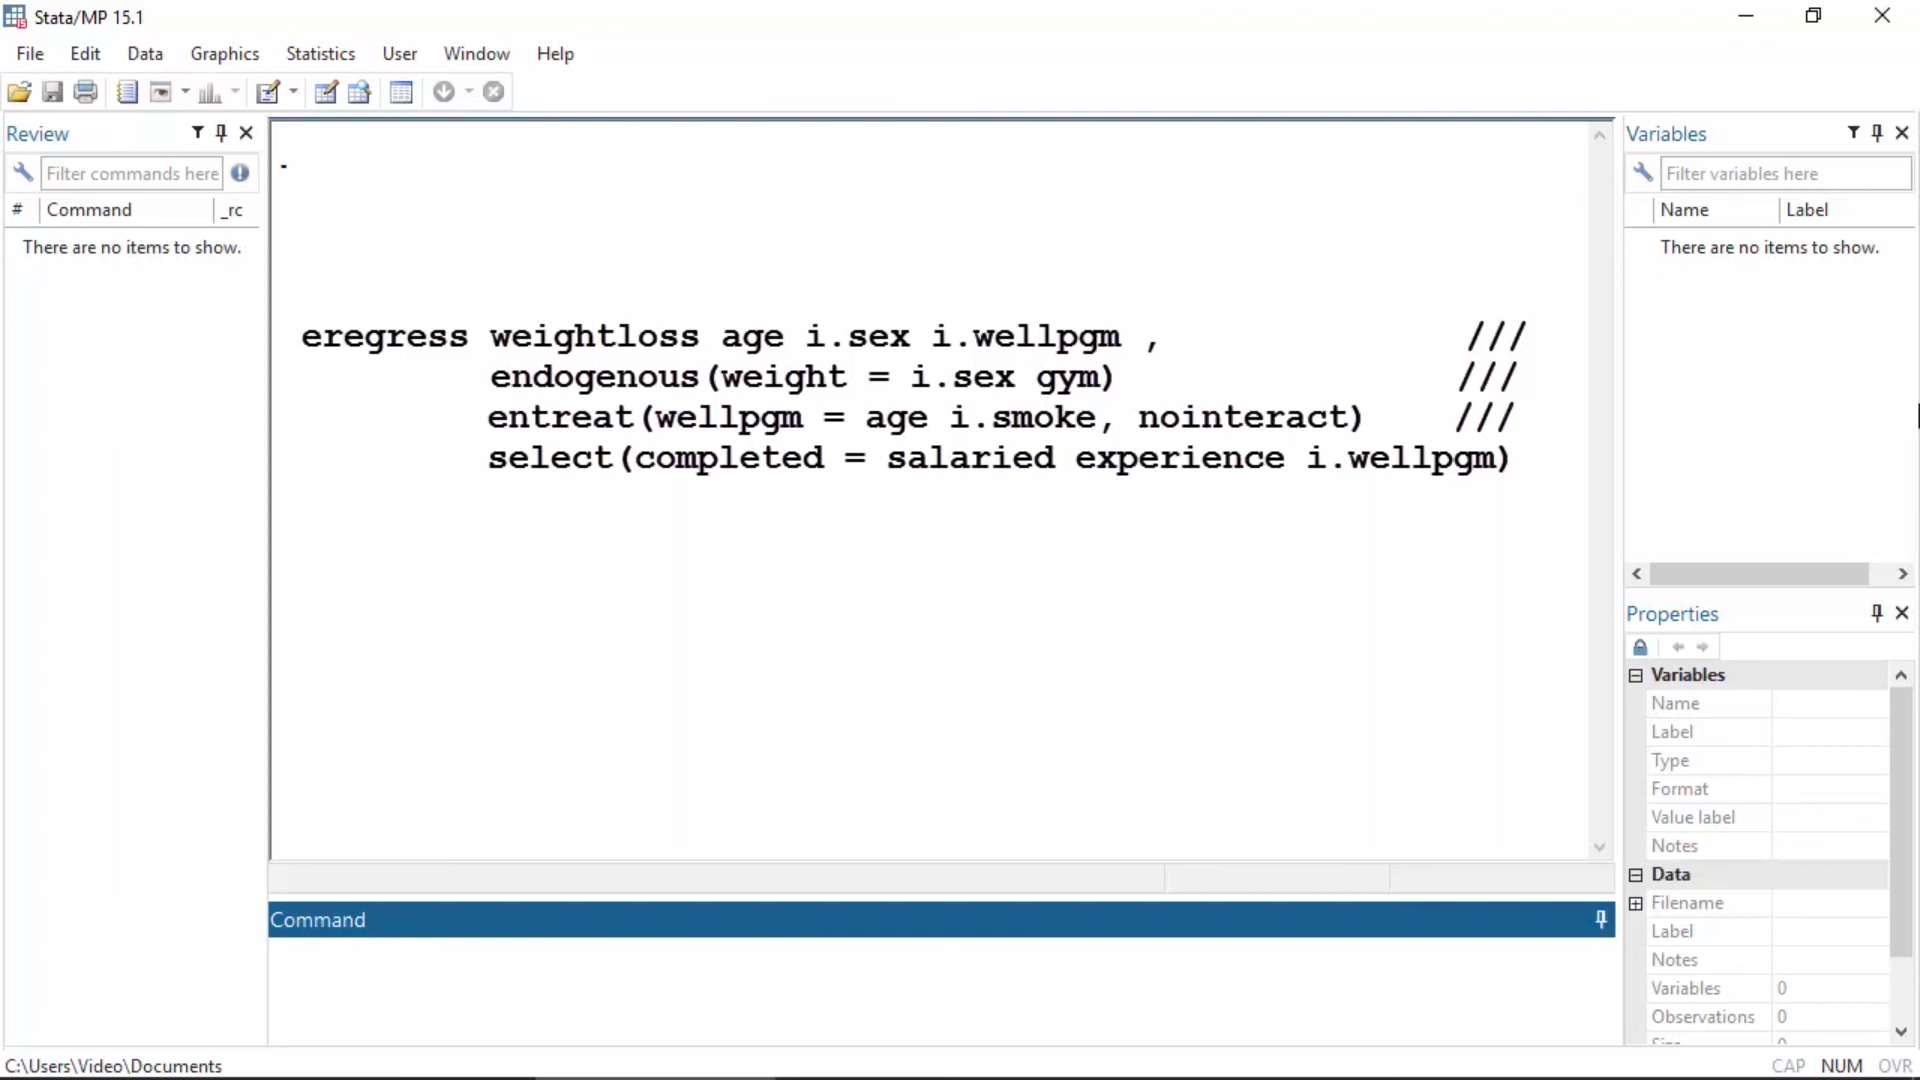 Stata/MP 15.1
File Edit Data Graphics Statistics User Window Help
Review
Filter commands here
# Command _rc
There are no items to show.
.
eregress weightloss age i.sex i.wellpgm , ///
endogenous(weight = i.sex gym) ///
entreat(wellpgm = age i.smoke, nointeract) ///
select(completed = salaried experience i.wellpgm)
Command
Variables
Filter variables here
Name Label
There are no items to show.
Properties
Variables
Name
Label
Type
Format
Value label
Notes
Data
Filename
Label
Notes
Variables 0
Observations 0
C:\Users\Video\Documents
CAP NUM OVR